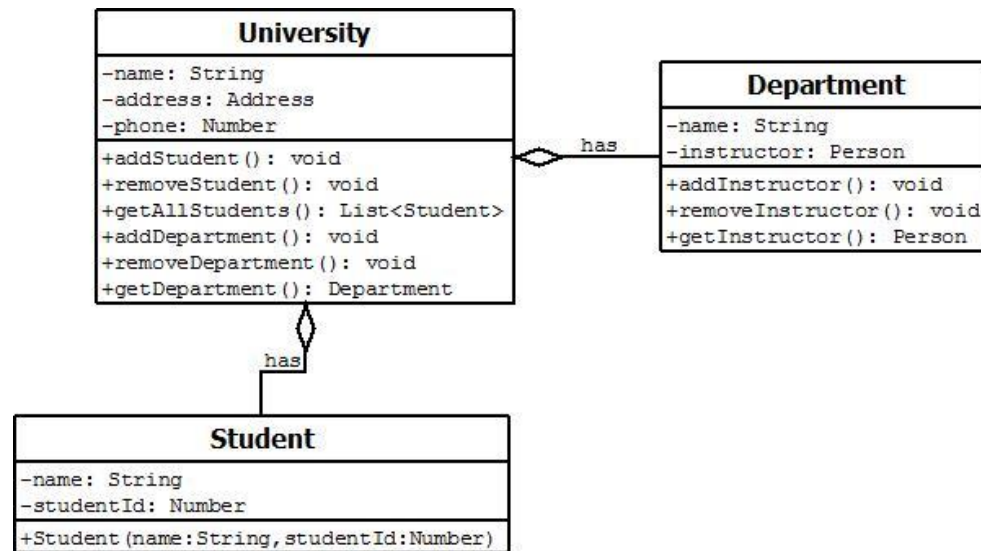 University
-name: String
-address: Address
-phone: Number
+addStudent(): void
+removeStudent(): void
+getAllStudents(): List<Student>
+addDepartment(): void
+removeDepartment(): void
+getDepartment(): Department
has
Department
-name: String
-instructor: Person
+addInstructor(): void
+removeInstructor(): void
+getInstructor(): Person
has
Student
-name: String
-studentId: Number
+Student(name:String,studentId:Number)